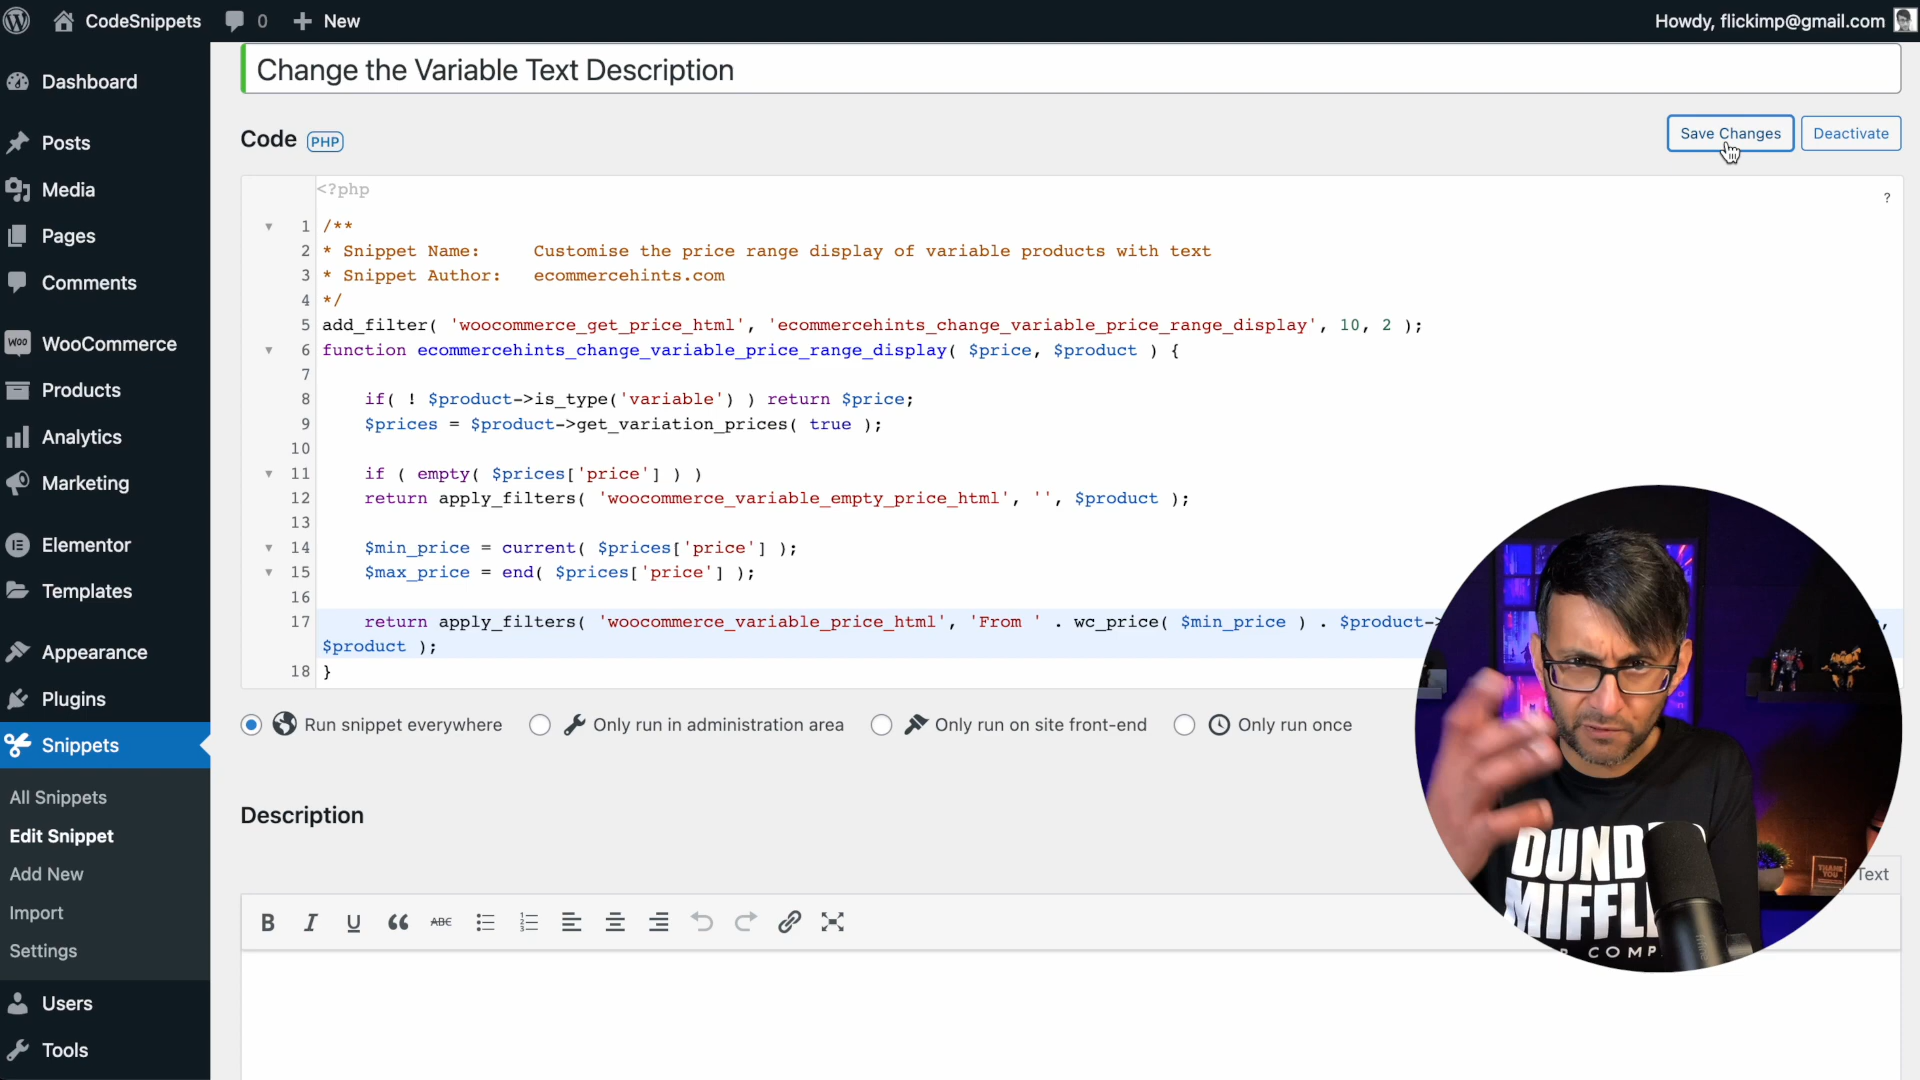 CodeSnippets 0 New Howdy, flickimp@gmail.com
Change the Variable Text Description
Dashboard
Posts
Media
Pages
Comments
WOO WooCommerce
Products
Analytics
Marketing
Elementor
Templates
Appearance
Plugins
Snippets
All Snippets
Edit Snippet
Add New
Import
Settings
Users
Tools
Code PHP
Save Changes Deactivate
<?php
?
1 /**
2 * Snippet Name: Customise the price range display of variable products with text
3 * Snippet Author: ecommercehints.com
4 */
5 add_filter( 'woocommerce_get_price_html', 'ecommercehints_change_variable_price_range_display', 10, 2 );
6 function ecommercehints_change_variable_price_range_display( $price, $product ) {
7
8 if( ! $product->is_type('variable') ) return $price;
9 $prices = $product->get_variation_prices( true );
10
11 if ( empty( $prices['price'] ) )
12 return apply_filters( 'woocommerce_variable_empty_price_html', '', $product );
13
14 $min_price = current( $prices['price'] );
15 $max_price = end( $prices['price'] );
16
17 return apply_filters( 'woocommerce_variable_price_html', 'From ' . wc_price( $min_price ) . $product->
$product );
18 }
Run snippet everywhere Only run in administration area Only run on site front-end Only run once
Description
Text
B I U ABC
DUND
MIFFL
R COMP
THANK
YOU